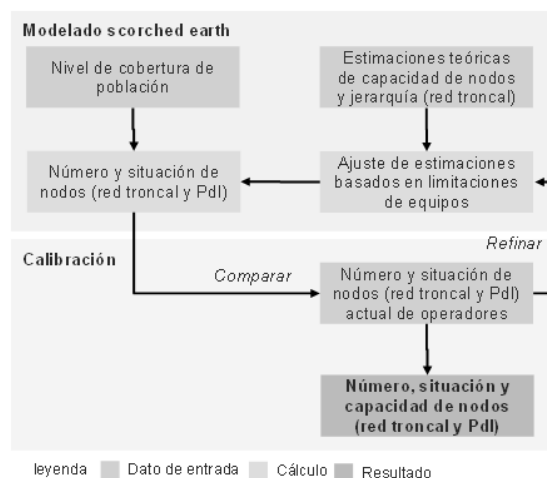 Modelado scorched earth
Nivel de cobertura de
población
Estimaciones teóricas
de capacidad de nodos
y jerarquía (red troncal)
Número y situación de
nodos (red troncal y PdI)
Ajuste de estimaciones
basados en limitaciones
de equipos
Refinar
Calibración
Comparar
Número y situación de
nodos (red troncal y PdI)
actual de operadores
Número, situación y
capacidad de nodos
(red troncal y PdI)
leyenda
Dato de entrada
Cálculo
Resultado